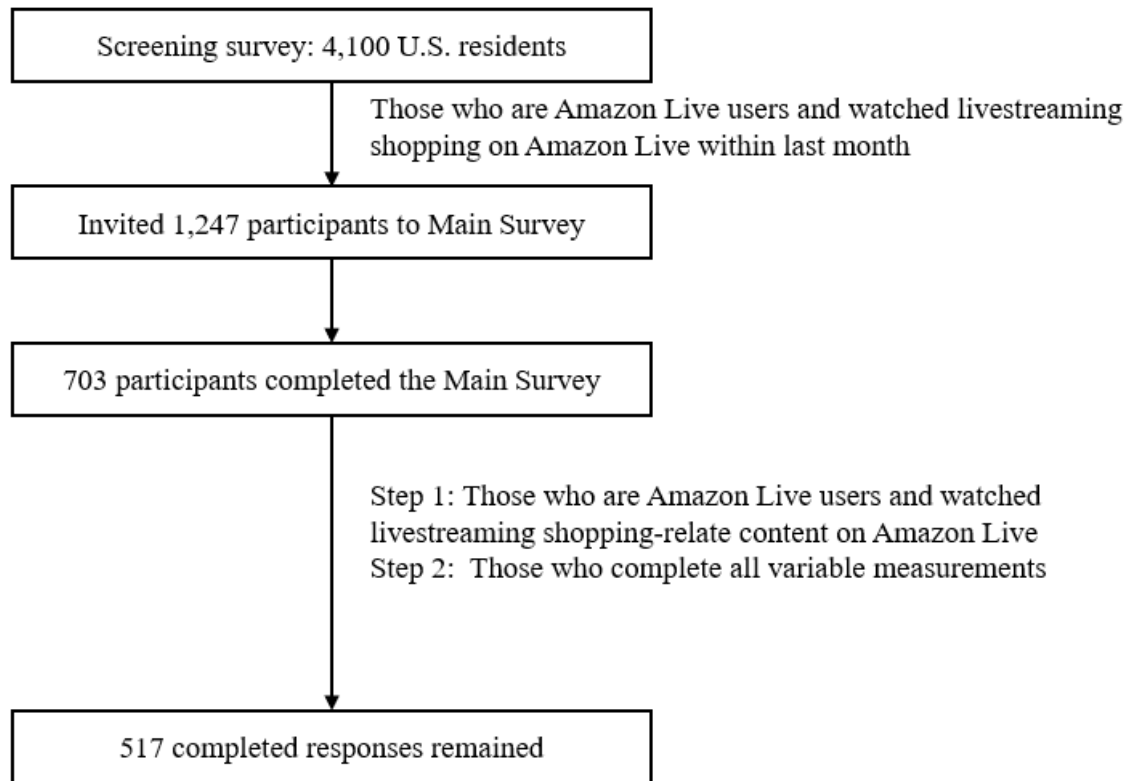 Screening survey: 4,100 U.S. residents
Those who are Amazon Live users and watched livestreaming
shopping on Amazon Live within last month
Invited 1,247 participants to Main Survey
703 participants completed the Main Survey
Step 1: Those who are Amazon Live users and watched
livestreaming shopping-relate content on Amazon Live
Step 2:  Those who complete all variable measurements
517 completed responses remained